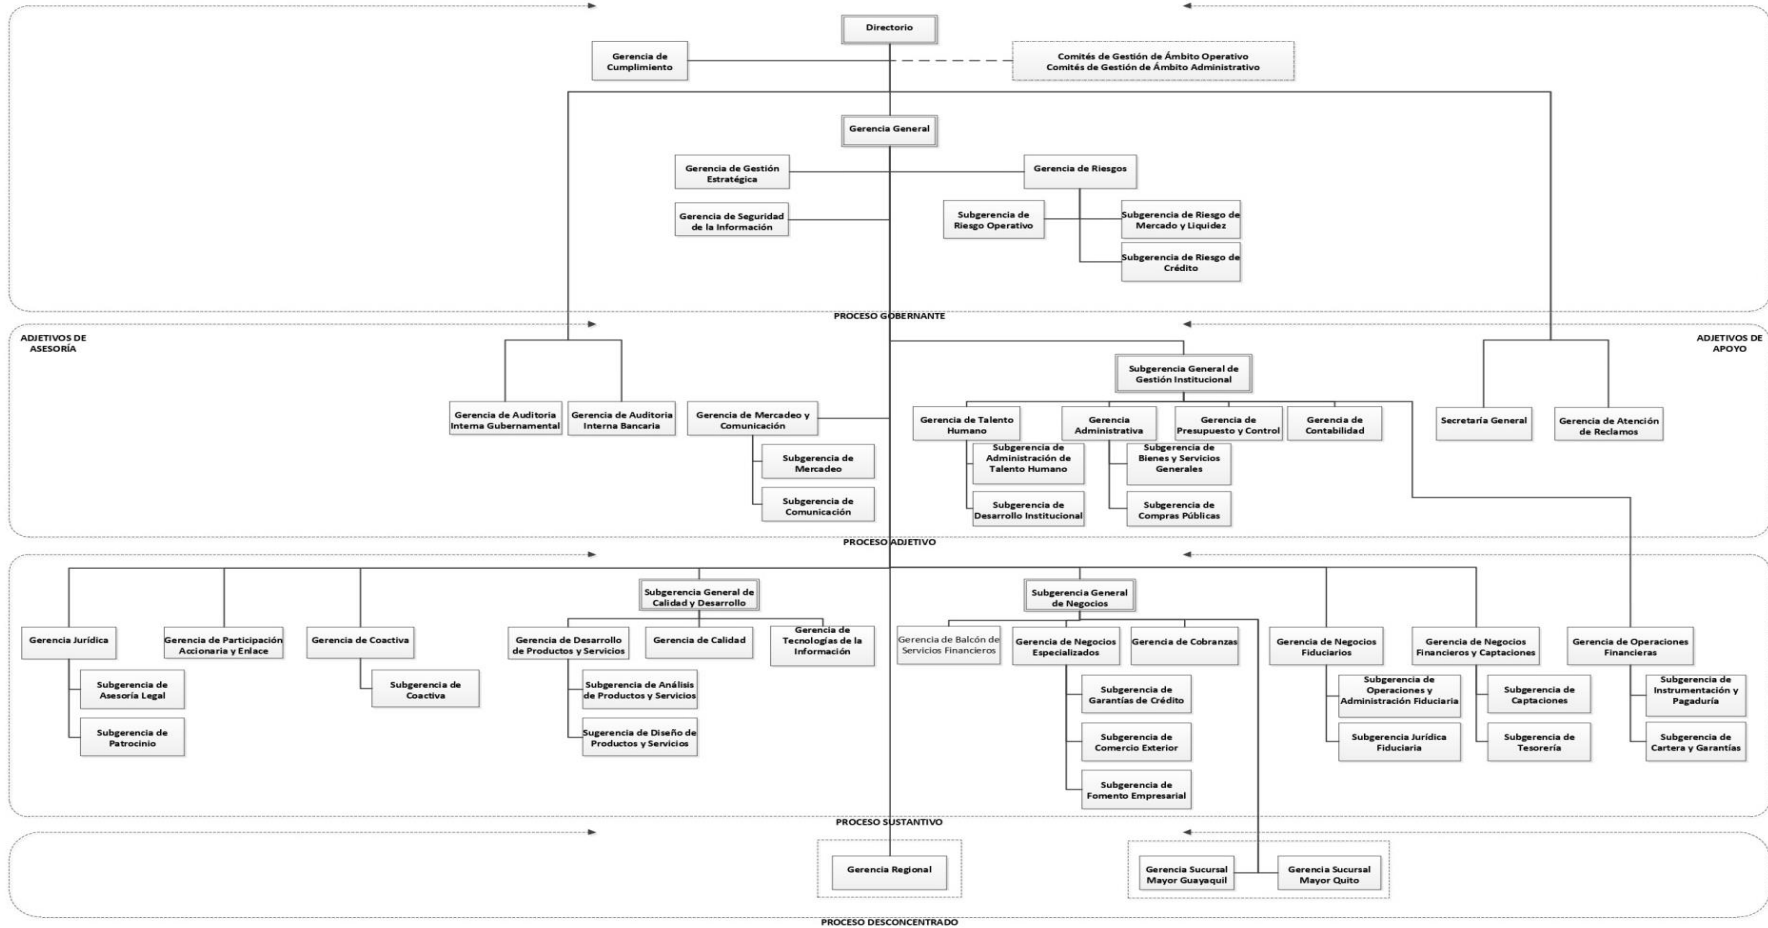 Directorio
Gerencia de
Cumplimiento
Comités de Gestión de Ámbito Operativo
Comités de Gestión de Ámbito Administrativo
Gerencia General
Gerencia de Gestión
Estratégica
Gerencia de Riesgos
Gerencia de Seguridad
de la Información
Subgerencia de
Riesgo Operativo
Subgerencia de Riesgo de
Mercado y Liquidez
Subgerencia de Riesgo de
Crédito
PROCESO GOBERNANTE
ADJETIVOS DE
ASESORÍA
ADJETIVOS DE
APOYO
Subgerencia General de
Gestión Institucional
Gerencia de Auditoria
Interna Gubernamental
Gerencia de Auditoria
Interna Bancaria
Gerencia de Mercadeo y
Comunicación
Gerencia de Talento
Humano
Gerencia
Administrativa
Gerencia de
Presupuesto y Control
Gerencia de
Contabilidad
Secretaría General
Gerencia de Atención
de Reclamos
Subgerencia de
Mercadeo
Subgerencia de
Administración de
Talento Humano
Subgerencia de
Bienes y Servicios
Generales
Subgerencia de
Comunicación
Subgerencia de
Desarrollo Institucional
Subgerencia de
Compras Públicas
PROCESO ADJETIVO
Subgerencia General de
Calidad y Desarrollo
Subgerencia General
de Negocios
Gerencia Jurídica
Gerencia de Participación
Accionaria y Enlace
Gerencia de Coactiva
Gerencia de Desarrollo
de Productos y Servicios
Gerencia de Calidad
Gerencia de
Tecnologías de la
Información
Gerencia de Balcón de
Servicios Financieros
Gerencia de Negocios
Especializados
Gerencia de Cobranzas
Gerencia de Negocios
Fiduciarios
Gerencia de Negocios
Financieros y Captaciones
Gerencia de Operaciones
Financieras
Subgerencia de
Asesoría Legal
Subgerencia de
Coactiva
Subgerencia de Análisis
de Productos y Servicios
Subgerencia de
Garantías de Crédito
Subgerencia de
Operaciones y
Administración Fiduciaria
Subgerencia de
Captaciones
Subgerencia de
Instrumentación y
Pagaduría
Subgerencia de
Patrocinio
Sugerencia de Diseño de
Productos y Servicios
Subgerencia de
Comercio Exterior
Subgerencia Jurídica
Fiduciaria
Subgerencia de
Tesorería
Subgerencia de
Cartera y Garantías
Subgerencia de
Fomento Empresarial
PROCESO SUSTANTIVO
Gerencia Regional
Gerencia Sucursal
Mayor Guayaquil
Gerencia Sucursal
Mayor Quito
PROCESO DESCONCENTRADO